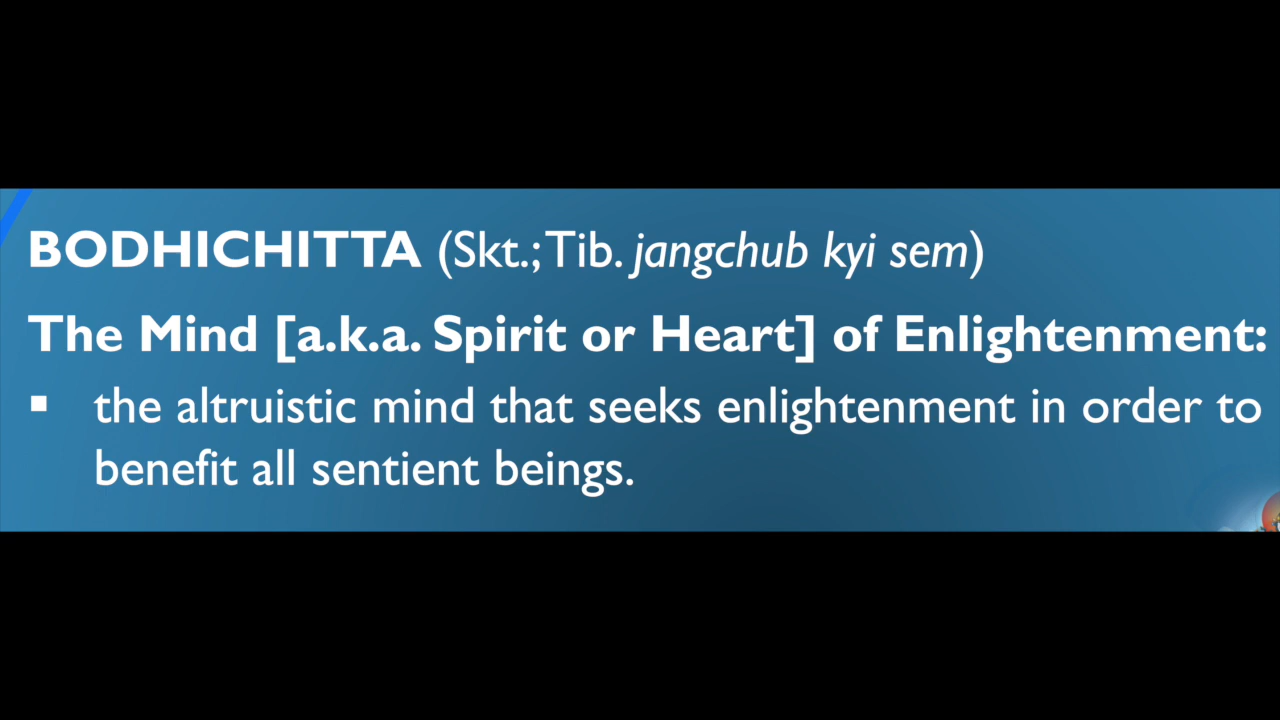 BODHICHITTA (Skt.; Tib. jangchub kyi sem)
The Mind [a.k.a. Spirit or Heart] of Enlightenment:
▪ the altruistic mind that seeks enlightenment in order to
benefit all sentient beings.